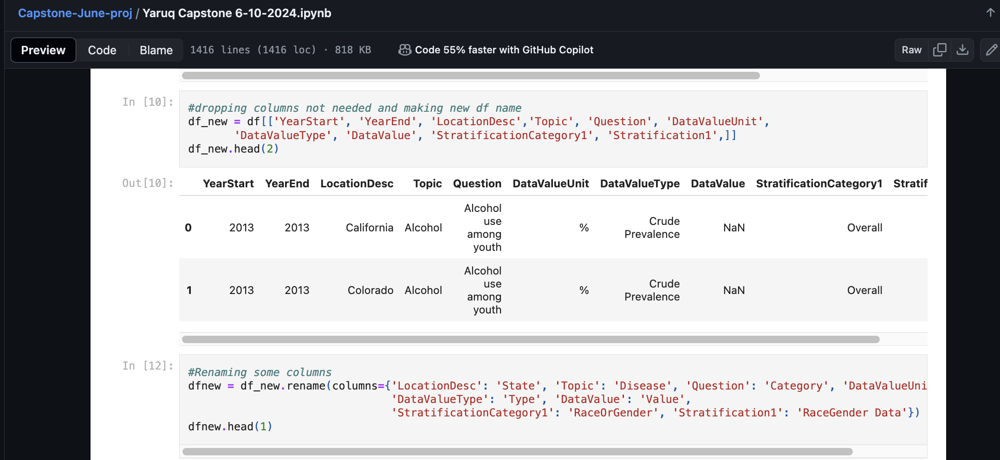 Capstone-June-proj / Yaruq Capstone 6-10-2024.ipynb
Preview Code Blame 1416 lines (1416 loc) · 818 KB Code 55% faster with GitHub Copilot Raw
In [10]:
#dropping columns not needed and making new df name
df_new = df[['YearStart', 'YearEnd', 'LocationDesc','Topic', 'Question', 'DataValueUnit',
'DataValueType', 'DataValue', 'StratificationCategory1', 'Stratification1',]]
df_new.head(2)
Out[10]:
YearStart YearEnd LocationDesc Topic Question DataValueUnit DataValueType DataValue StratificationCategory1 Stratif
0 2013 2013 California Alcohol Alcohol use among youth % Crude Prevalence NaN Overall
1 2013 2013 Colorado Alcohol Alcohol use among youth % Crude Prevalence NaN Overall
In [12]:
#Renaming some columns
dfnew = df_new.rename(columns={'LocationDesc': 'State', 'Topic': 'Disease', 'Question': 'Category', 'DataValueUni
'DataValueType': 'Type', 'DataValue': 'Value',
'StratificationCategory1': 'RaceOrGender', 'Stratification1': 'RaceGender Data'})
dfnew.head(1)